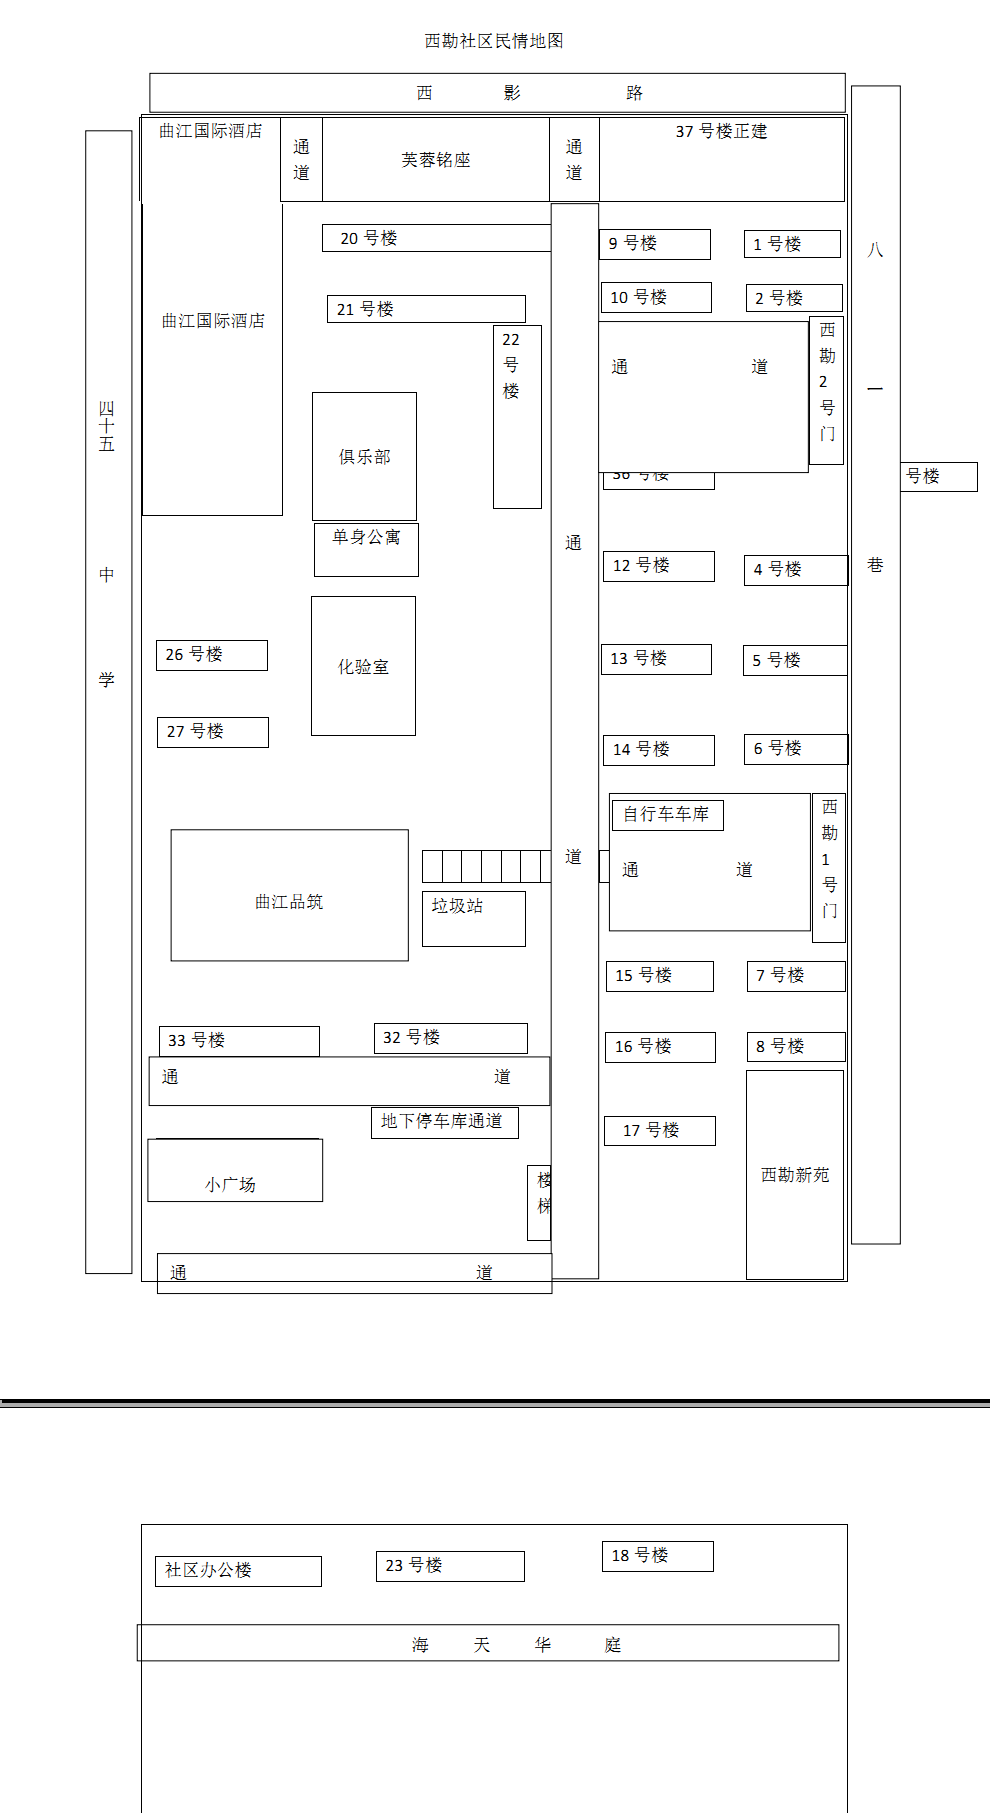 西勘社区民情地图
西 影 路
曲江国际酒店
通道
芙蓉铭座
通道
37 号楼正建
八一巷
四十五中学
曲江国际酒店
20 号楼
9 号楼
1 号楼
21 号楼
10 号楼
2 号楼
22号楼
通 道
西勘2号门
俱乐部
36 号楼
号楼
单身公寓
通道
12 号楼
4 号楼
26 号楼
化验室
13 号楼
5 号楼
27 号楼
14 号楼
6 号楼
自行车车库
通 道
西勘1号门
曲江品筑
垃圾站
15 号楼
7 号楼
33 号楼
32 号楼
16 号楼
8 号楼
通 道
地下停车库通道
17 号楼
小广场
楼梯
西勘新苑
通 道
社区办公楼
23 号楼
18 号楼
海 天 华 庭